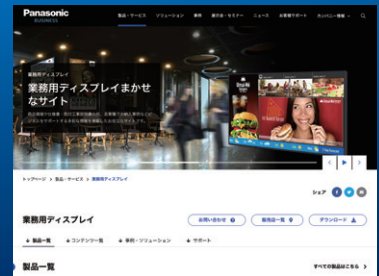 Panasonic
BUSINESS
製品・サービス ソリューション 事例 展示会・セミナー ニュース お客様サポート カンパニー情報
業務用ディスプレイ
業務用ディスプレイまかせ
なサイト
トップページ > 製品・サービス > 業務用ディスプレイ
シェア
業務用ディスプレイ
お問い合わせ
販売店一覧
ダウンロード
製品一覧 コンテンツ一覧 事例・ソリューション サポート
製品一覧
すべての製品はこちら >